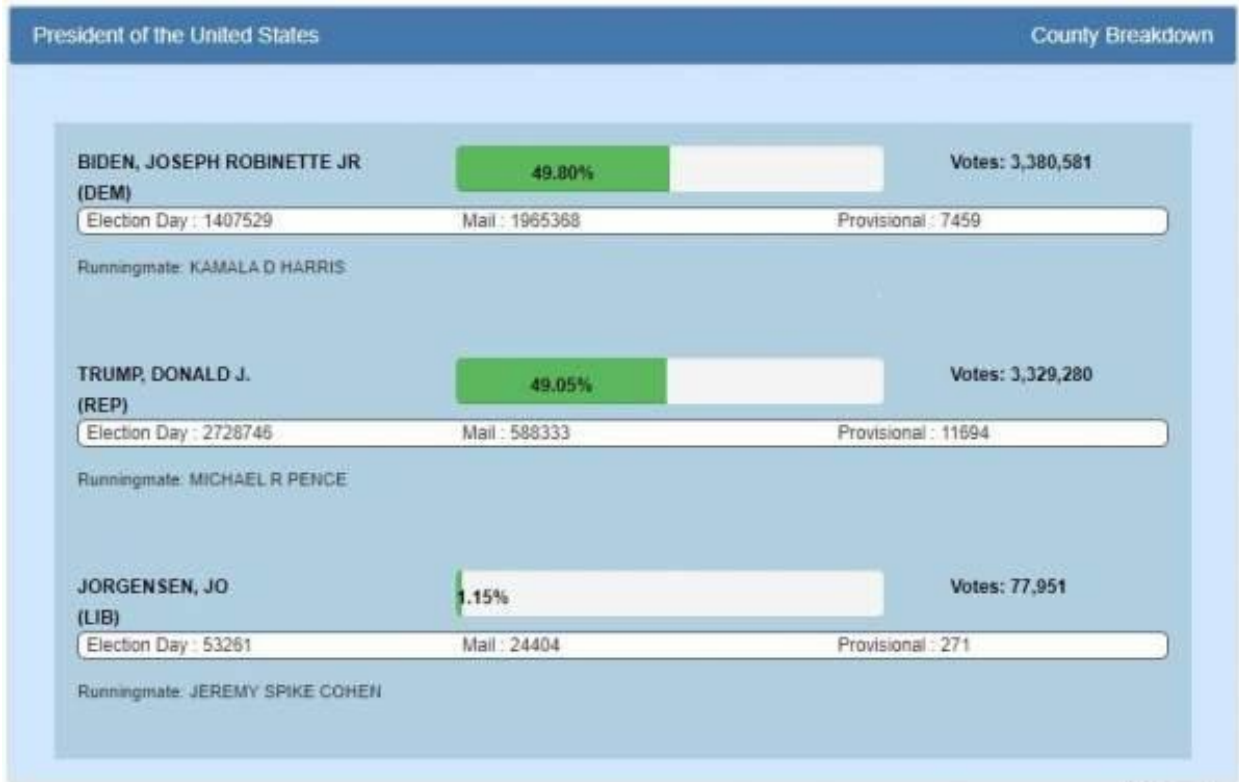 President of the United States County Breakdown
BIDEN, JOSEPH ROBINETTE JR 49.80% Votes: 3,380,581
(DEM)
Election Day : 1407529 Mail : 1965368 Provisional : 7459
Runningmate: KAMALA D HARRIS
TRUMP, DONALD J. 49.05% Votes: 3,329,280
(REP)
Election Day : 2728746 Mail : 588333 Provisional : 11694
Runningmate: MICHAEL R PENCE
JORGENSEN, JO 1.15% Votes: 77,951
(LIB)
Election Day : 53261 Mail : 24404 Provisional : 271
Runningmate: JEREMY SPIKE COHEN